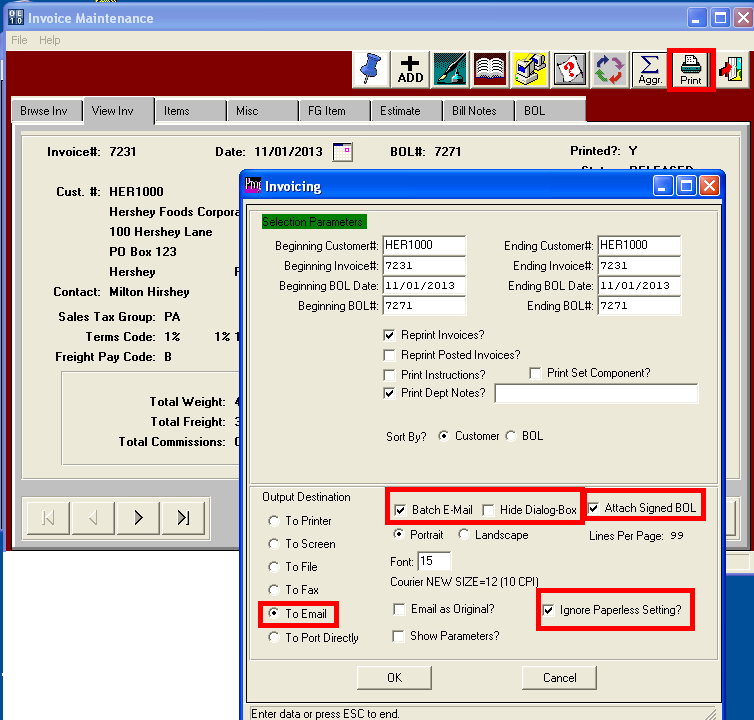 Invoice Maintenance
File Help
ADD Aggr. Print
Brwse Inv View Inv Items Misc FG Item Estimate Bill Notes BOL
Invoice#: 7231 Date: 11/01/2013 BOL#: 7271 Printed?: Y
RELEASED
Invoicing
Cust. #: HER1000
Hershey Foods Corpora
100 Hershey Lane
PO Box 123
Hershey
Contact: Milton Hirshey
Sales Tax Group: PA
Terms Code: 1% 1% 1
Freight Pay Code: B
Total Weight: 4
Total Freight: 3
Total Commissions: 0
Selection Parameters
Beginning Customer#: HER1000 Ending Customer#: HER1000
Beginning Invoice#: 7231 Ending Invoice#: 7231
Beginning BOL Date: 11/01/2013 Ending BOL Date: 11/01/2013
Beginning BOL#: 7271 Ending BOL#: 7271
Reprint Invoices?
Reprint Posted Invoices?
Print Instructions? Print Set Component?
Print Dept Notes?
Sort By? Customer BOL
Output Destination
To Printer
To Screen
To File
To Fax
To Email
To Port Directly
Batch E-Mail Hide Dialog-Box Attach Signed BOL
Portrait Landscape Lines Per Page: 99
Font: 15
Courier NEW SIZE=12 (10 CPI)
Email as Original? Ignore Paperless Setting?
Show Parameters?
OK Cancel
Enter data or press ESC to end.